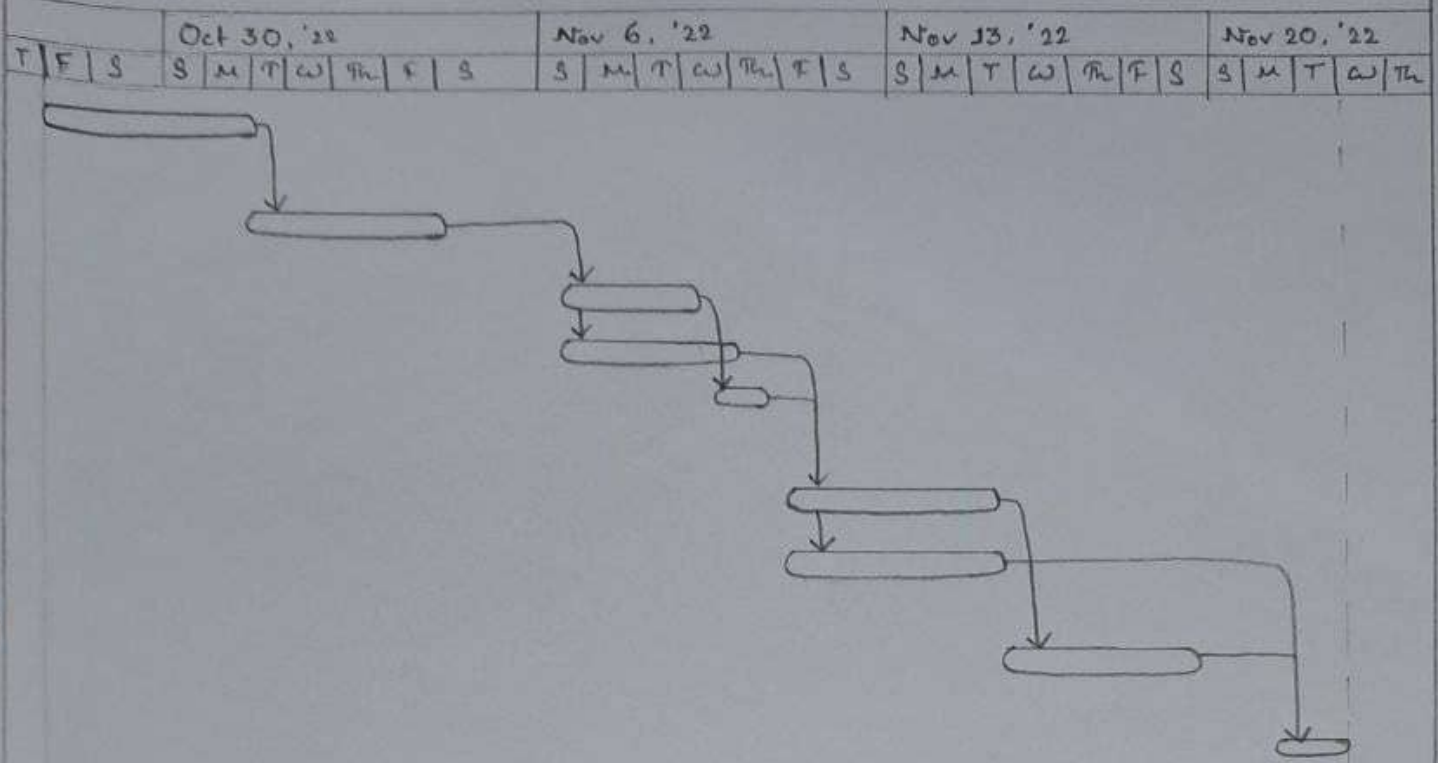 Oct 30, '22 Nov 6, '22 Nov 13, '22 Nov 20, '22
T F S S M T W Th F S S M T W Th F S S M T W Th F S S M T W Th